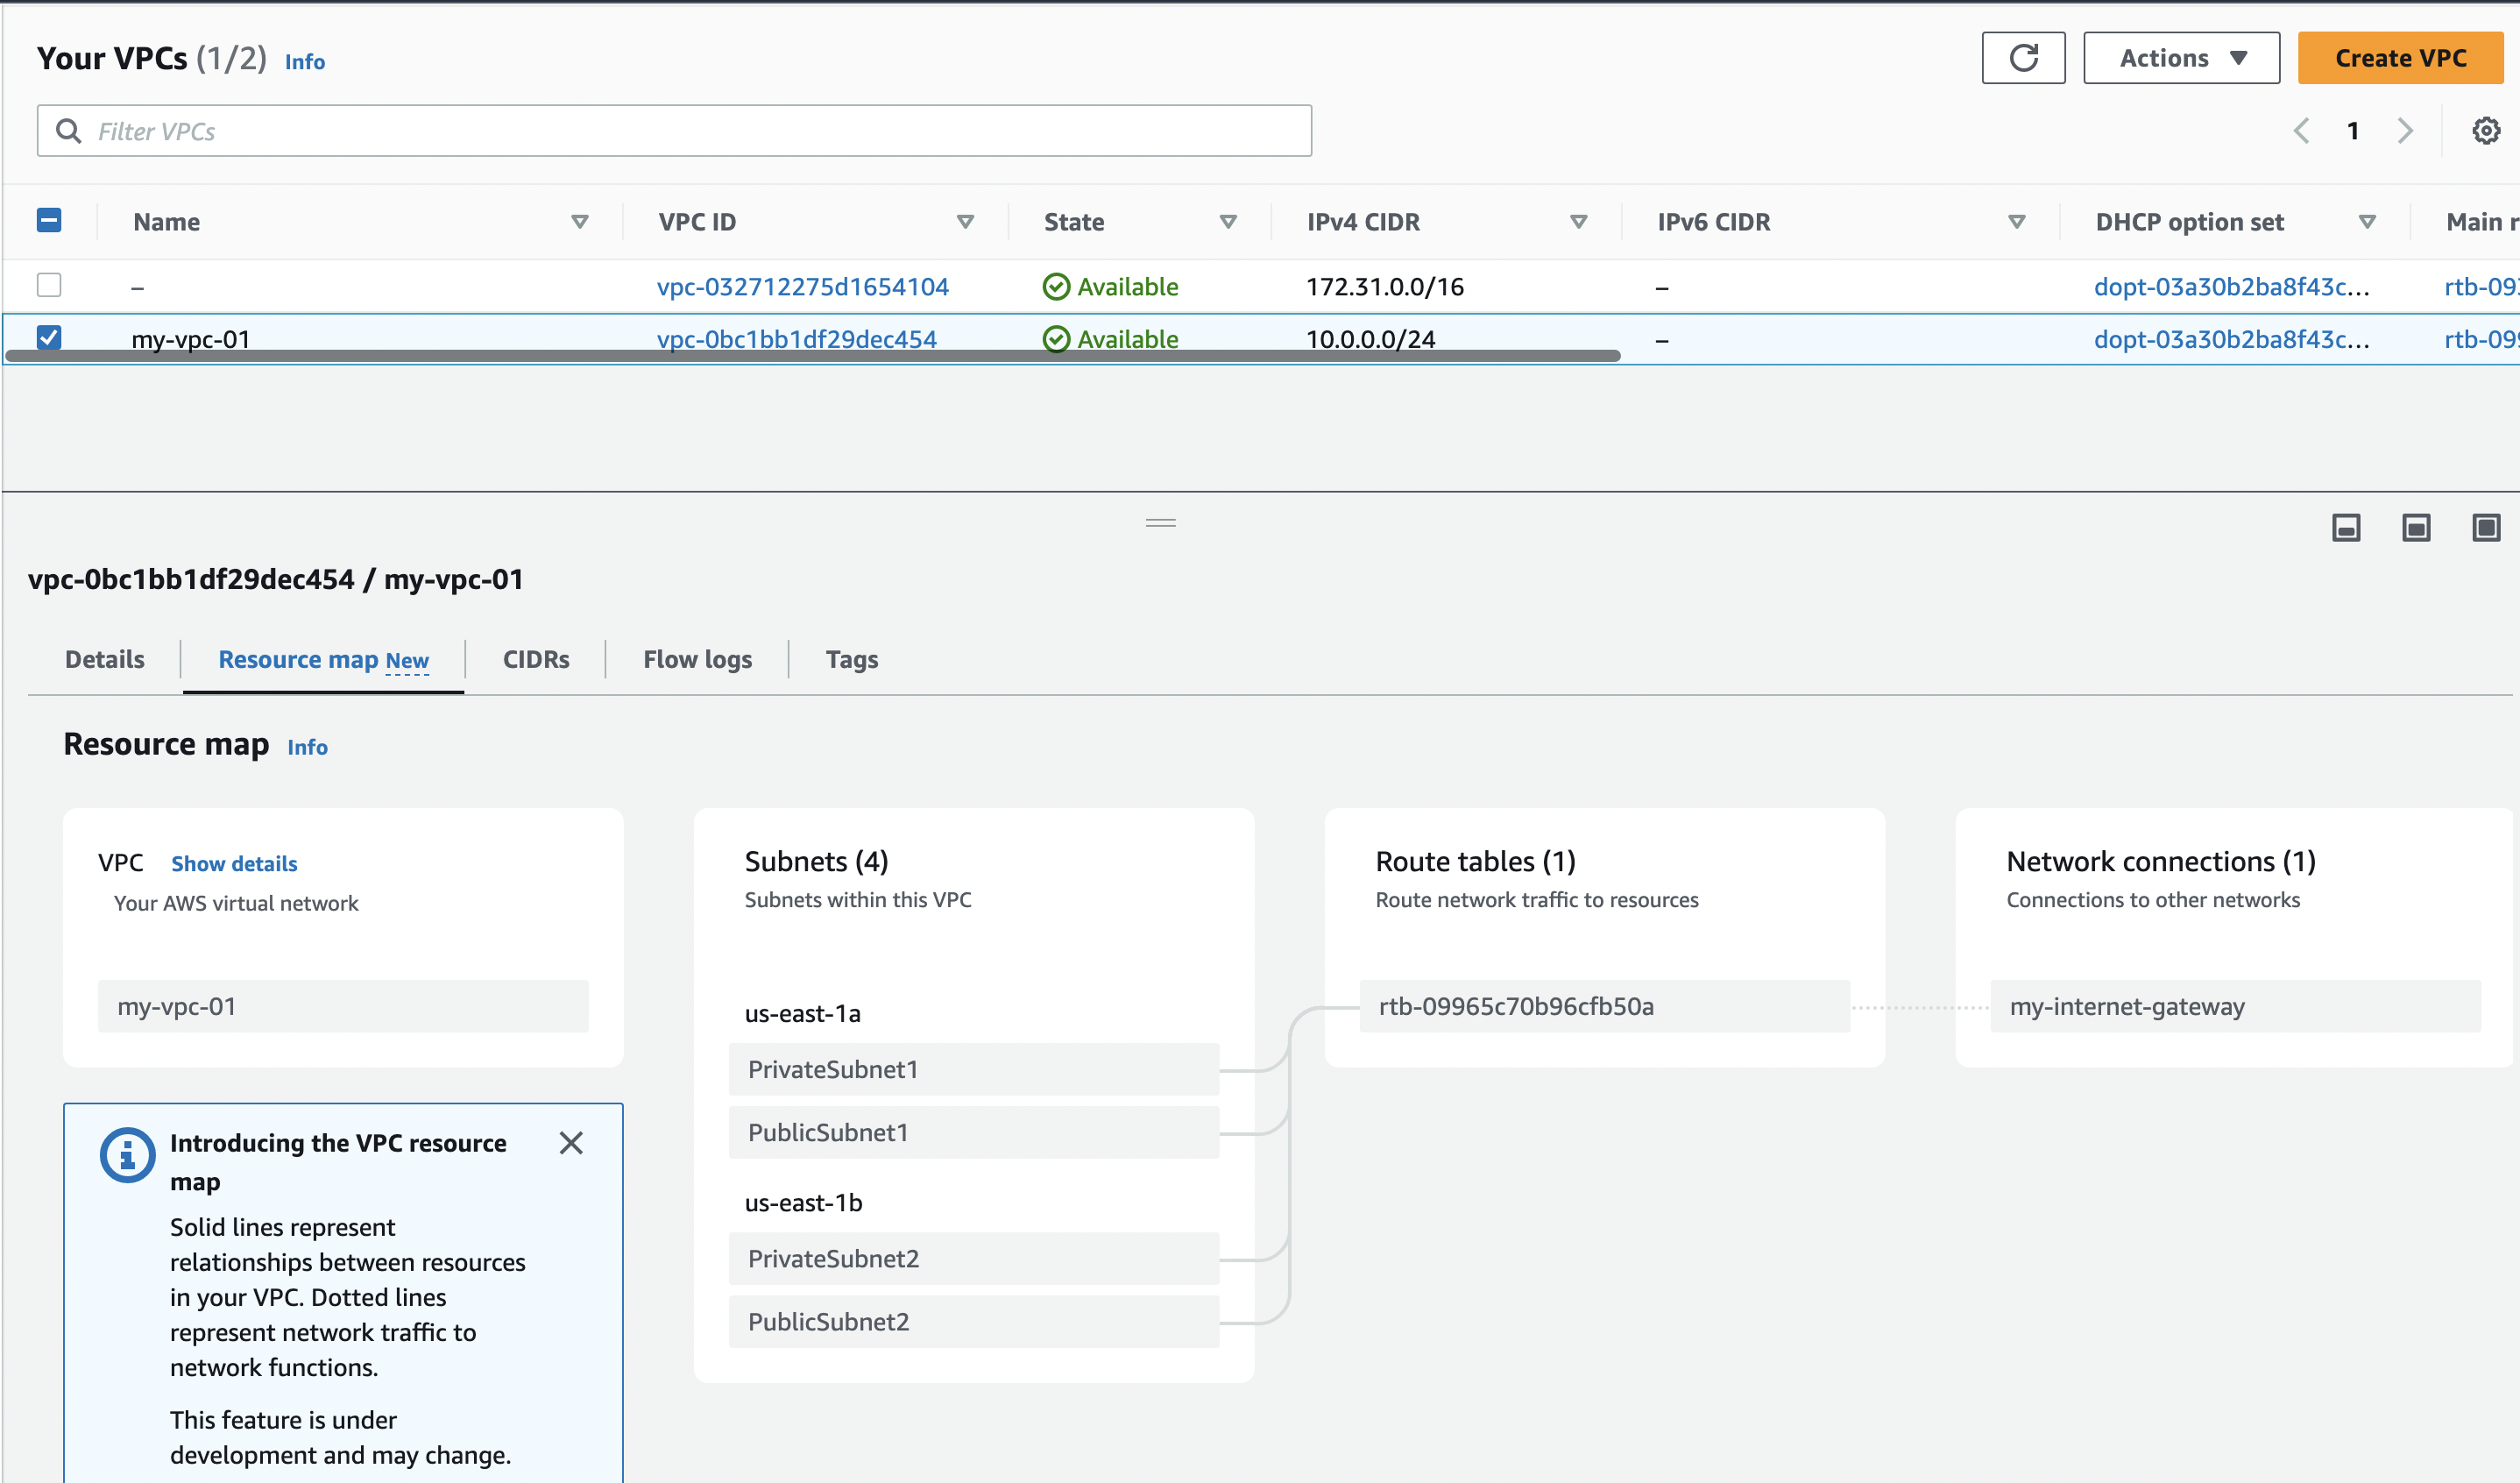 Your VPCs (1/2) Info
Actions
Create VPC
Filter VPCs
1
Name VPC ID State IPv4 CIDR IPv6 CIDR DHCP option set Main r
– vpc-032712275d1654104 Available 172.31.0.0/16 – dopt-03a30b2ba8f43c... rtb-093
my-vpc-01 vpc-0bc1bb1df29dec454 Available 10.0.0.0/24 – dopt-03a30b2ba8f43c... rtb-099
vpc-0bc1bb1df29dec454 / my-vpc-01
Details Resource map New CIDRs Flow logs Tags
Resource map Info
VPC Show details
Your AWS virtual network
my-vpc-01
Introducing the VPC resource
map
Solid lines represent
relationships between resources
in your VPC. Dotted lines
represent network traffic to
network functions.
This feature is under
development and may change.
Subnets (4)
Subnets within this VPC
us-east-1a
PrivateSubnet1
PublicSubnet1
us-east-1b
PrivateSubnet2
PublicSubnet2
Route tables (1)
Route network traffic to resources
rtb-09965c70b96cfb50a
Network connections (1)
Connections to other networks
my-internet-gateway